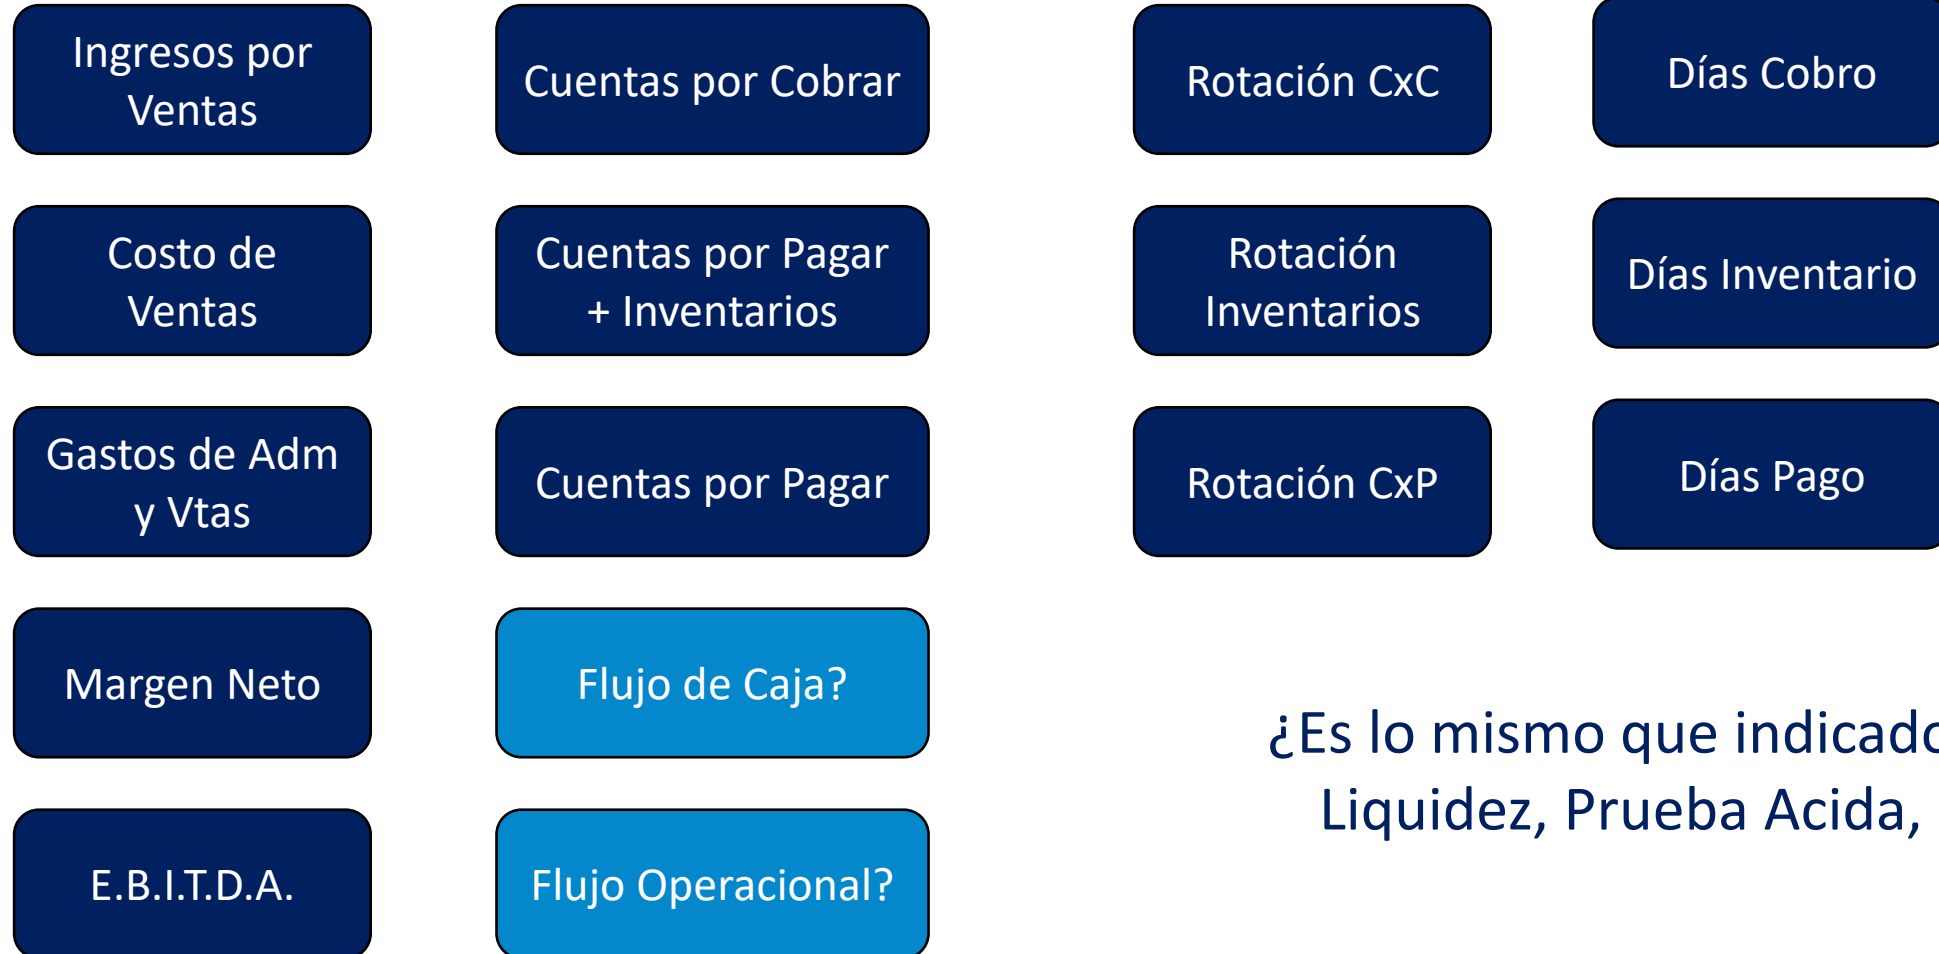 Ingresos por
Ventas
Cuentas por Cobrar
Rotación CxC
Días Cobro
Costo de
Ventas
Cuentas por Pagar
+ Inventarios
Rotación
Inventarios
Días Inventario
Gastos de Adm
y Vtas
Cuentas por Pagar
Rotación CxP
Días Pago
Margen Neto
Flujo de Caja?
¿Es lo mismo que
Liquidez, Prueba Acida,
E.B.I.T.D.A.
Flujo Operacional?